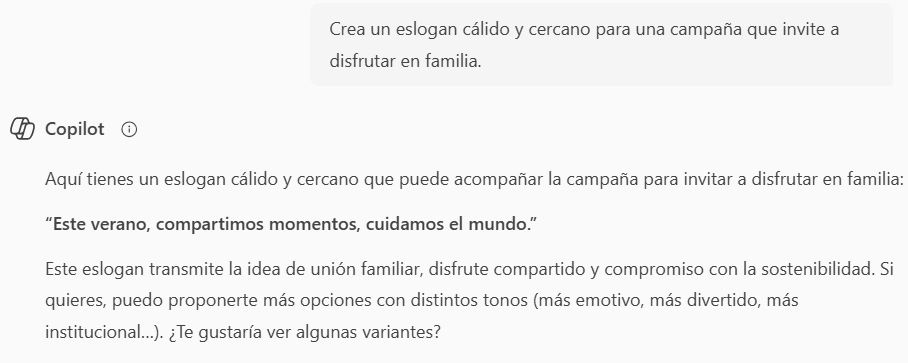 Crea un eslogan cálido y cercano para una campaña que invite a
disfrutar en familia.
Copilot
Aquí tienes un eslogan cálido y cercano que puede acompañar la campaña para invitar a disfrutar en familia:
“Este verano, compartimos momentos, cuidamos el mundo.”
Este eslogan transmite la idea de unión familiar, disfrute compartido y compromiso con la sostenibilidad. Si
quieres, puedo proponerte más opciones con distintos tonos (más emotivo, más divertido, más
institucional…). ¿Te gustaría ver algunas variantes?